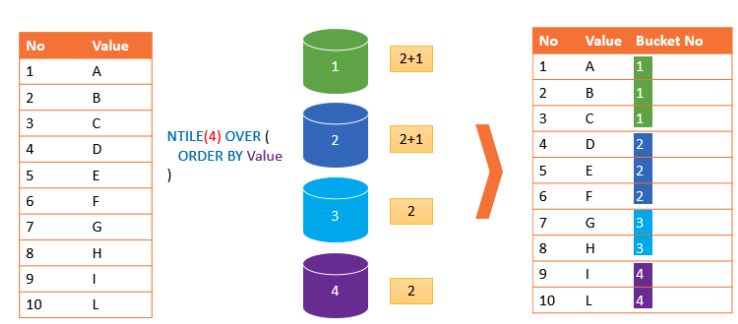 No Value
1 A
2 B
3 C
4 D
5 E
6 F
7 G
8 H
9 I
10 L
NTILE(4) OVER (
ORDER BY Value
)
1 2+1
2 2+1
3 2
4 2
No Value Bucket No
1 A 1
2 B 1
3 C 1
4 D 2
5 E 2
6 F 2
7 G 3
8 H 3
9 I 4
10 L 4